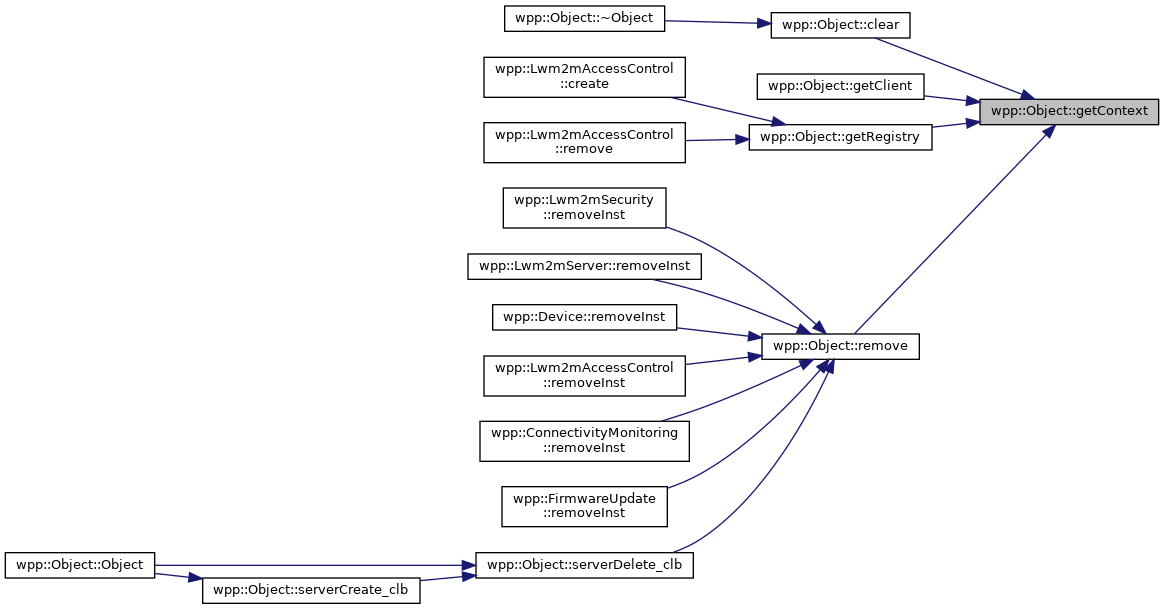 wpp::Object::~Object
wpp::Object::clear
wpp::Lwm2mAccessControl
::create
wpp::Object::getClient
wpp::Object::getContext
wpp::Lwm2mAccessControl
::remove
wpp::Object::getRegistry
wpp::Lwm2mSecurity
::removeInst
wpp::Lwm2mServer::removeInst
wpp::Device::removeInst
wpp::Object::remove
wpp::Lwm2mAccessControl
::removeInst
wpp::ConnectivityMonitoring
::removeInst
wpp::FirmwareUpdate
::removeInst
wpp::Object::Object
wpp::Object::serverDelete_clb
wpp::Object::serverCreate_clb